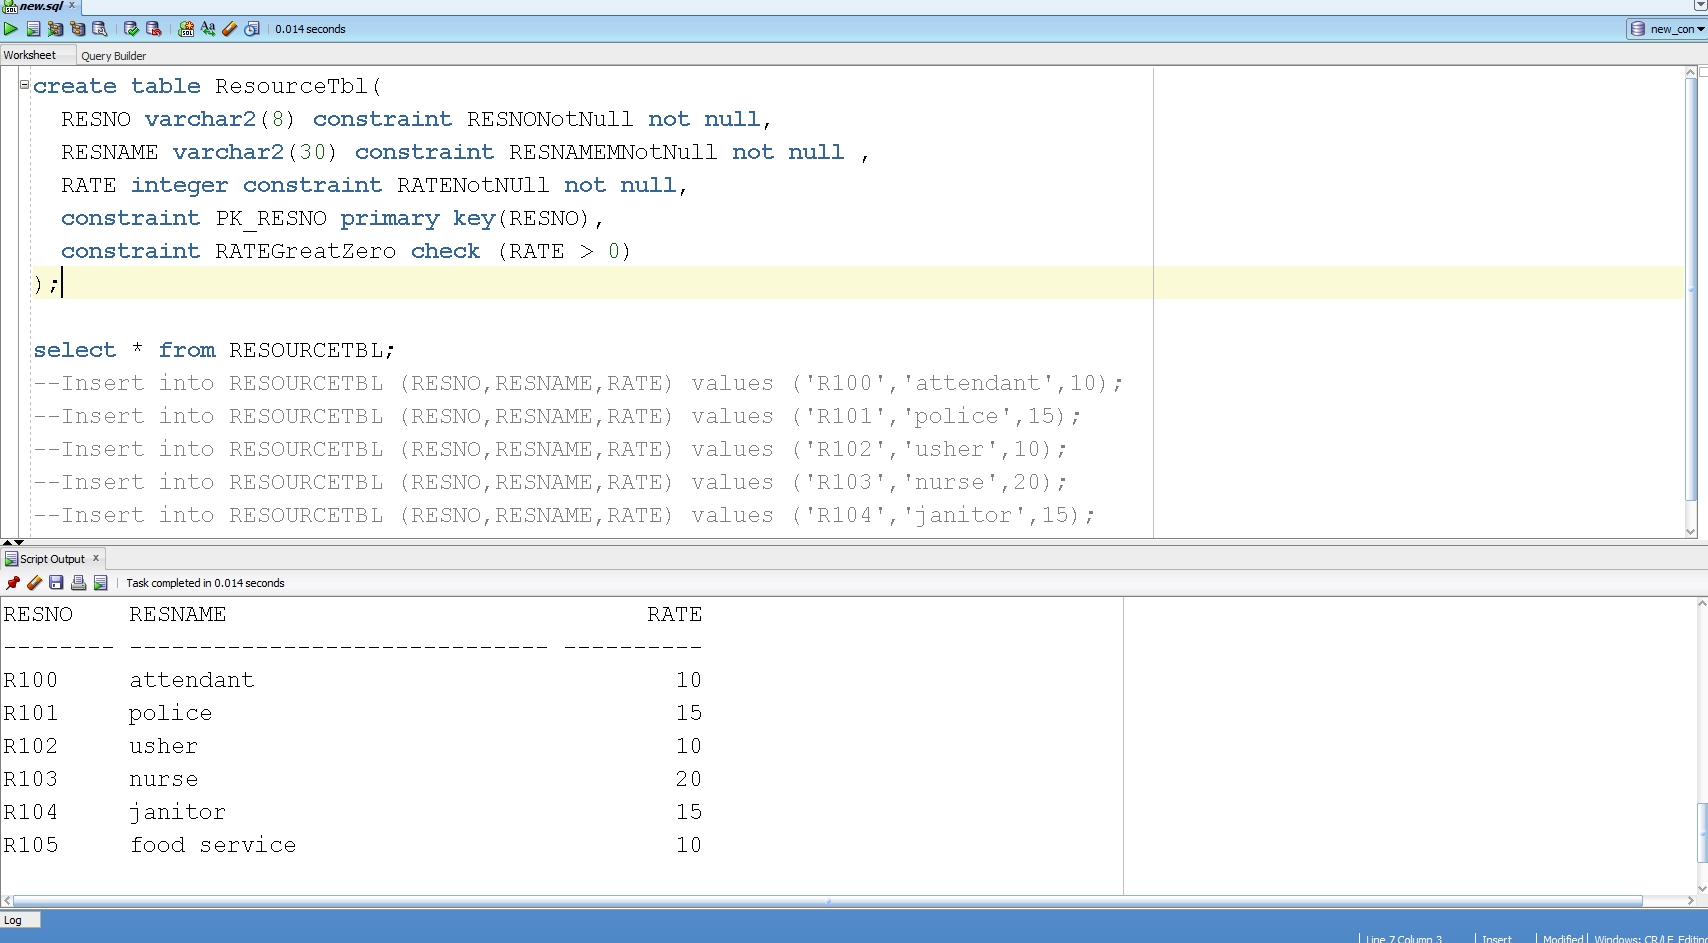 new.sql
0.014 seconds
new_con
Worksheet
Query Builder
create table ResourceTbl(
RESNO varchar2(8) constraint RESNONotNull not null,
RESNAME varchar2(30) constraint RESNAMEMNotNull not null ,
RATE integer constraint RATENotNUll not null,
constraint PK_RESNO primary key(RESNO),
constraint RATEGreatZero check (RATE > 0)
);
select * from RESOURCETBL;
--Insert into RESOURCETBL (RESNO,RESNAME,RATE) values ('R100','attendant',10);
--Insert into RESOURCETBL (RESNO,RESNAME,RATE) values ('R101','police',15);
--Insert into RESOURCETBL (RESNO,RESNAME,RATE) values ('R102','usher',10);
--Insert into RESOURCETBL (RESNO,RESNAME,RATE) values ('R103','nurse',20);
--Insert into RESOURCETBL (RESNO,RESNAME,RATE) values ('R104','janitor',15);
Script Output
Task completed in 0.014 seconds
RESNO RESNAME RATE
-------- ------------------------------ ----------
R100 attendant 10
R101 police 15
R102 usher 10
R103 nurse 20
R104 janitor 15
R105 food service 10
Log
Line 7 Column 3 Insert Modified Windows: CR/LF Editing